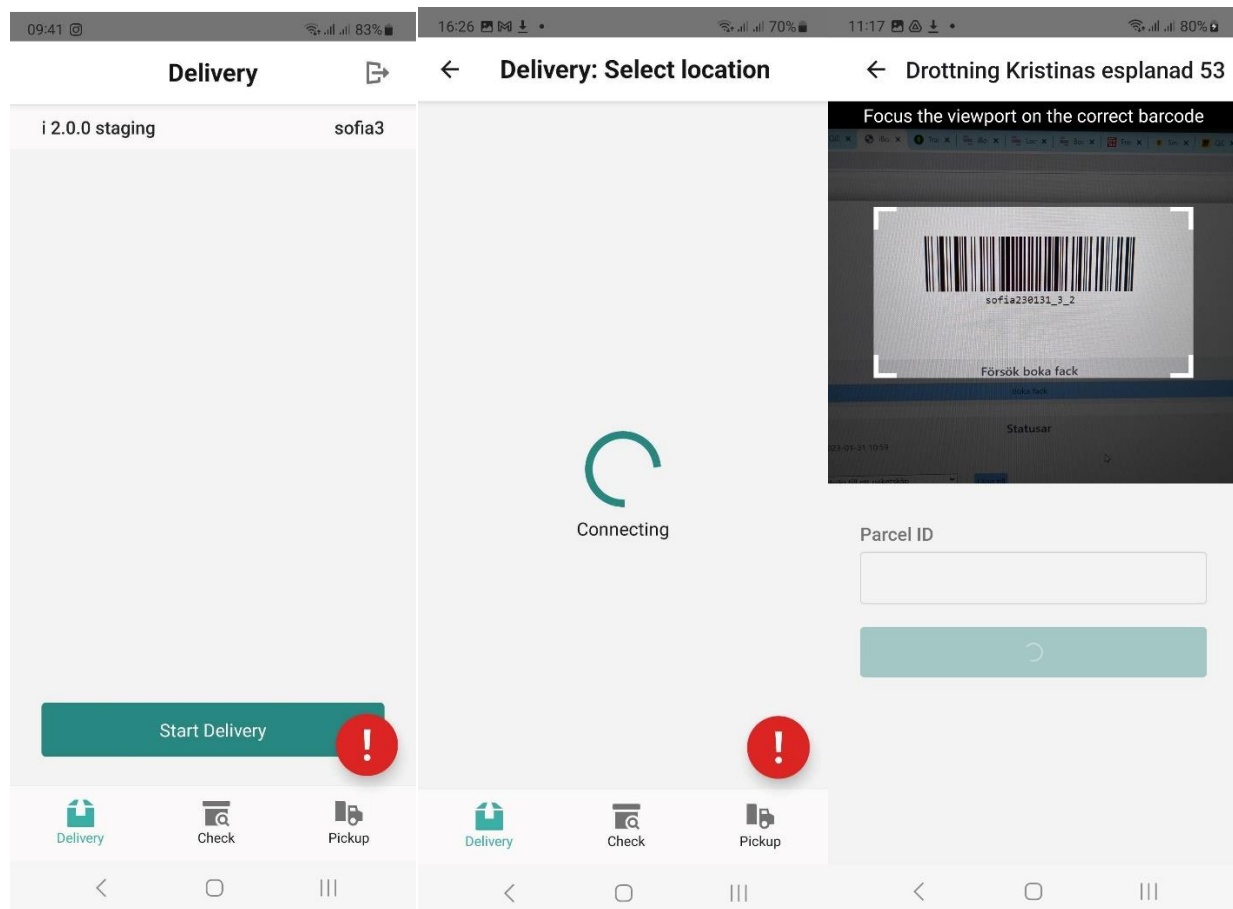 09:41
83%
Delivery
i 2.0.0 staging
sofia3
Start Delivery
!
Delivery
Check
Pickup
16:26
70%
Delivery: Select location
Connecting
!
Delivery
Check
Pickup
11:17
80%
Drottning Kristinas esplanad 53
Focus the viewport on the correct barcode
sofia230131_3_2
Försök boka fack
Boka fack
Statusar
Parcel ID